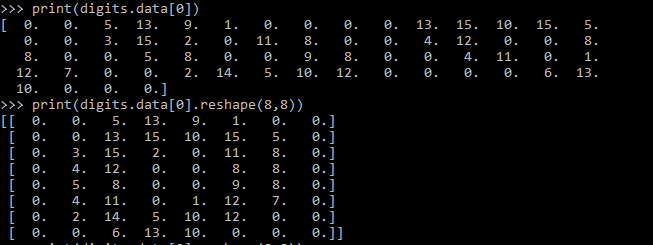 >>> print(digits.data[0])
[  0.   0.   5.  13.   9.   1.   0.   0.   0.   0.  13.  15.  10.  15.   5.
   0.   0.   3.  15.   2.   0.  11.   8.   0.   0.   4.  12.   0.   0.   8.
   8.   0.   0.   5.   8.   0.   0.   9.   8.   0.   0.   4.  11.   0.   1.
  12.   7.   0.   0.   2.  14.   5.  10.  12.   0.   0.   0.   0.   6.  13.
  10.   0.   0.   0.]
>>> print(digits.data[0].reshape(8,8))
[[  0.   0.   5.  13.   9.   1.   0.   0.]
 [  0.   0.  13.  15.  10.  15.   5.   0.]
 [  0.   3.  15.   2.   0.  11.   8.   0.]
 [  0.   4.  12.   0.   0.   8.   8.   0.]
 [  0.   5.   8.   0.   0.   9.   8.   0.]
 [  0.   4.  11.   0.   1.  12.   7.   0.]
 [  0.   2.  14.   5.  10.  12.   0.   0.]
 [  0.   0.   6.  13.  10.   0.   0.   0.]]